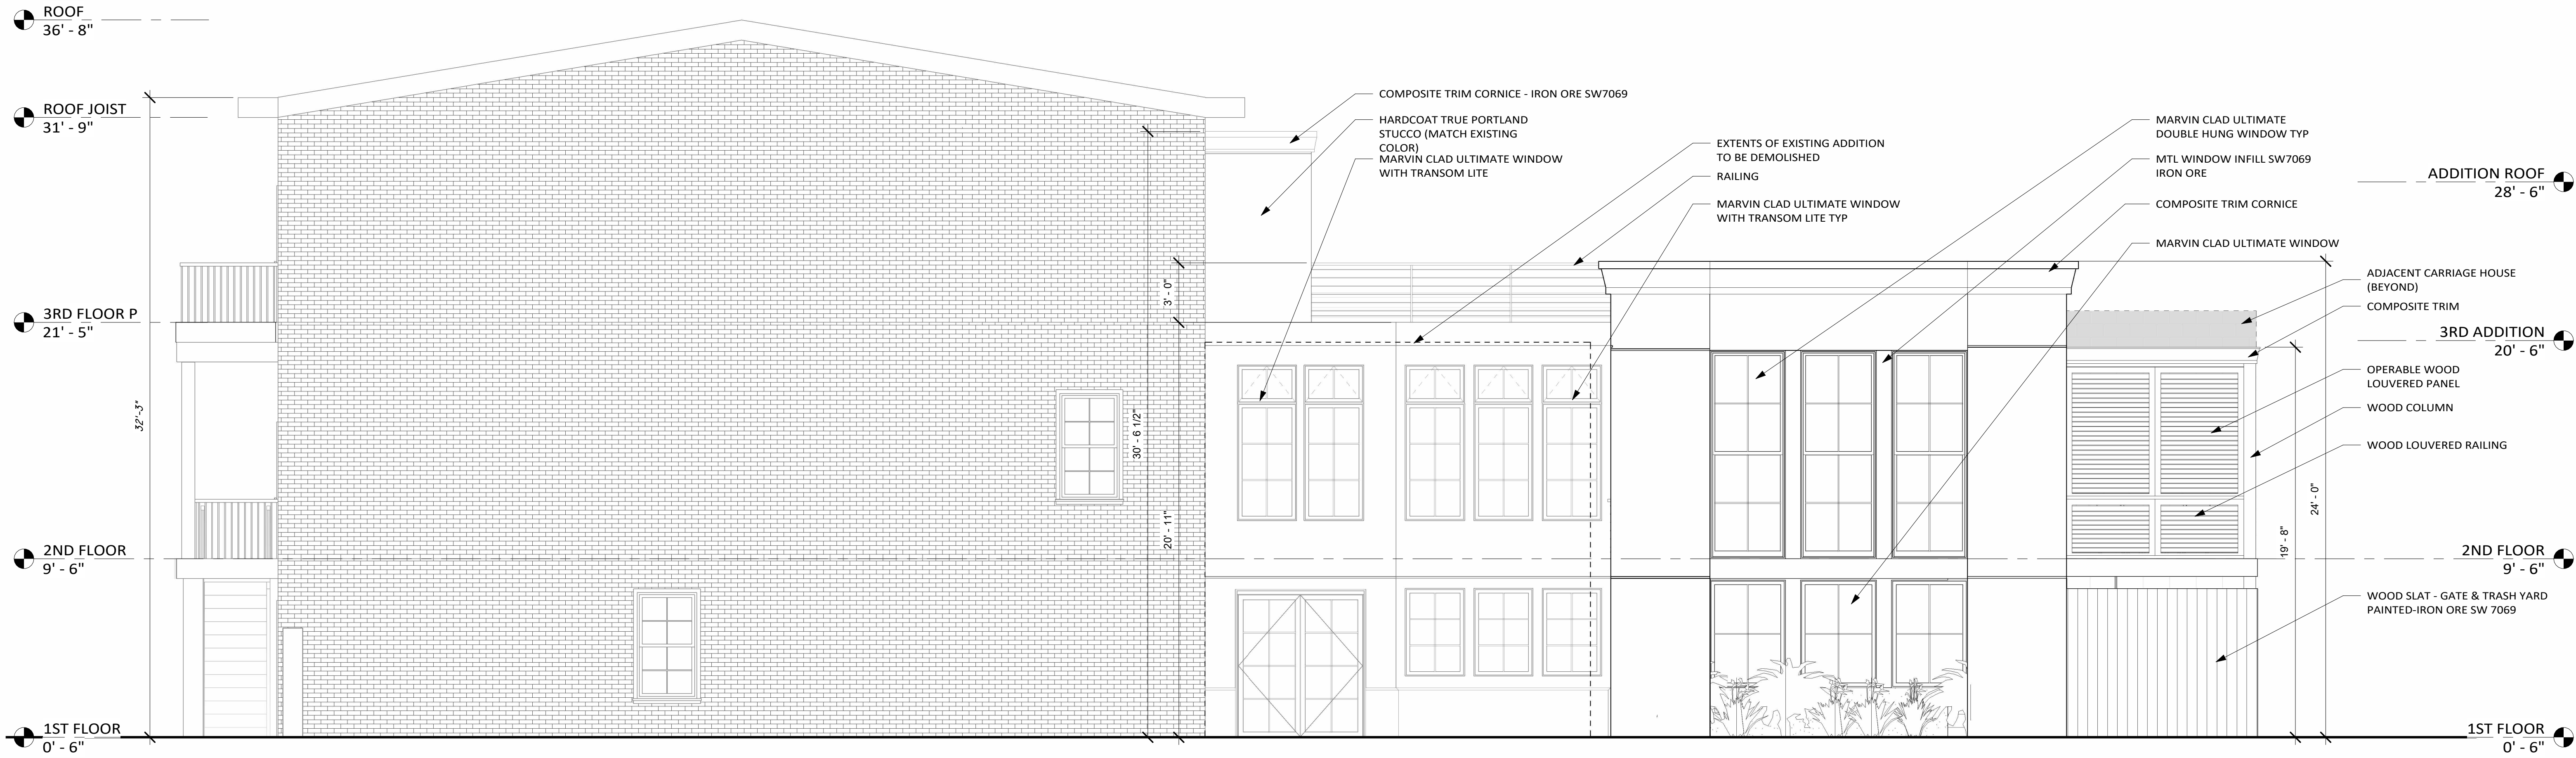 ROOF
36' - 8"
ROOF JOIST
31' - 9"
3RD FLOOR P
21' - 5"
2ND FLOOR
9' - 6"
1ST FLOOR
0' - 6"
32'-3"
30' - 6 1/2"
3' - 0"
20' - 11"
COMPOSITE TRIM CORNICE - IRON ORE SW7069
HARDCOAT TRUE PORTLAND
STUCCO (MATCH EXISTING
COLOR)
MARVIN CLAD ULTIMATE WINDOW
WITH TRANSOM LITE
EXTENTS OF EXISTING ADDITION
TO BE DEMOLISHED
RAILING
MARVIN CLAD ULTIMATE WINDOW
WITH TRANSOM LITE TYP
MARVIN CLAD ULTIMATE
DOUBLE HUNG WINDOW TYP
MTL WINDOW INFILL SW7069
IRON ORE
COMPOSITE TRIM CORNICE
MARVIN CLAD ULTIMATE WINDOW
ADJACENT CARRIAGE HOUSE
(BEYOND)
COMPOSITE TRIM
OPERABLE WOOD
LOUVERED PANEL
WOOD COLUMN
WOOD LOUVERED RAILING
WOOD SLAT - GATE & TRASH YARD
PAINTED-IRON ORE SW 7069
19' - 8"
24' - 0"
ADDITION ROOF
28' - 6"
3RD ADDITION
20' - 6"
2ND FLOOR
9' - 6"
1ST FLOOR
0' - 6"